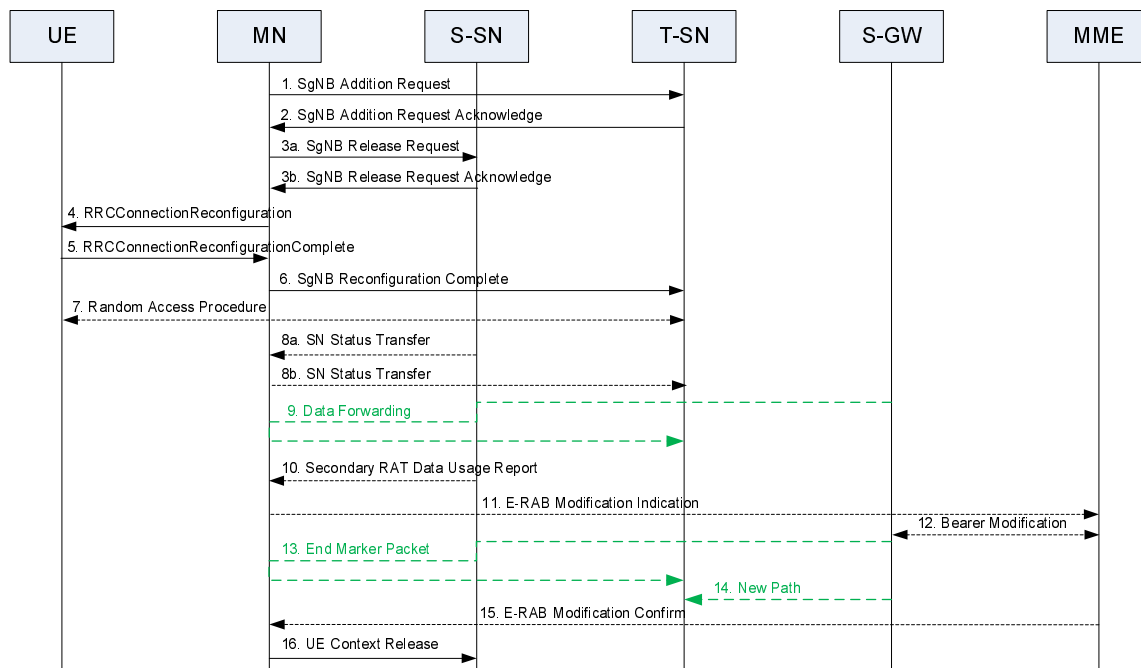 UE
MN
S-SN
T-SN
S-GW
MME
1. SgNB Addition Request
2. SgNB Addition Request Acknowledge
3a. SgNB Release Request
3b. SgNB Release Request Acknowledge
4. RRCConnectionReconfiguration
5. RRCConnectionReconfigurationComplete
6. SgNB Reconfiguration Complete
7. Random Access Procedure
8a. SN Status Transfer
8b. SN Status Transfer
9. Data Forwarding
10. Secondary RAT Data Usage Report
11. E-RAB Modification Indication
12. Bearer Modification
13. End Marker Packet
14. New Path
15. E-RAB Modification Confirm
16. UE Context Release